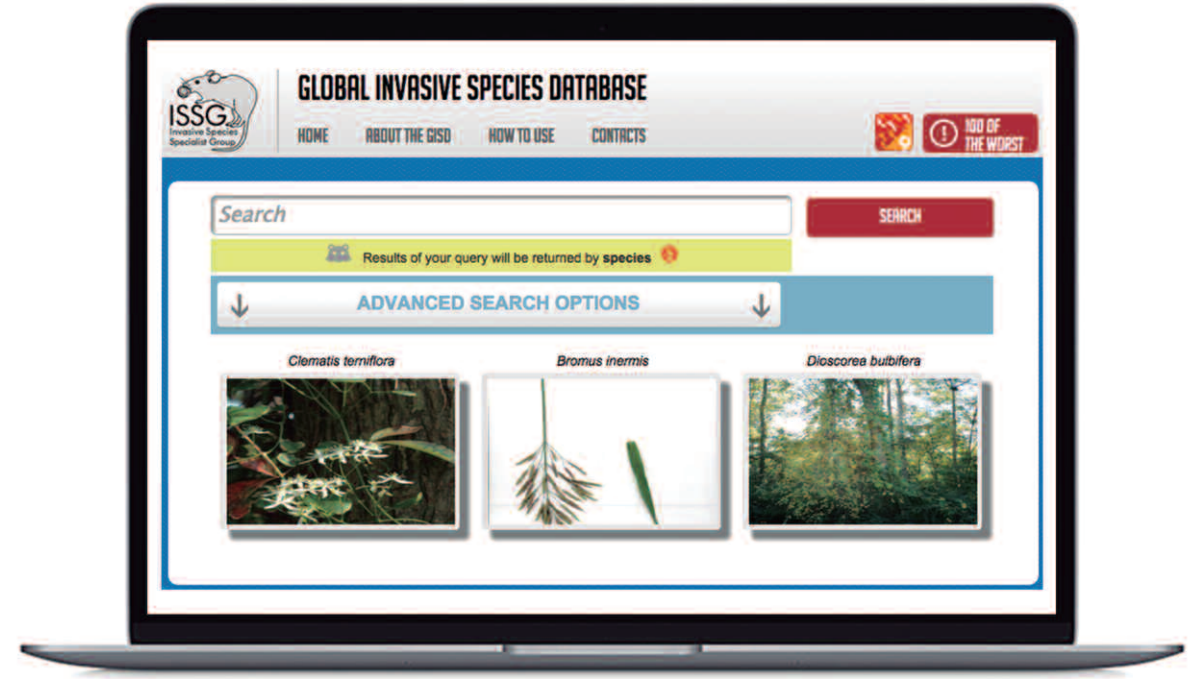 ISSG
Invasive Species
Specialist Group
GLOBAL INVASIVE SPECIES DATABASE
HOME ABOUT THE GISD HOW TO USE CONTACTS
100 OF
THE WORST
Search
SEARCH
Results of your query will be returned by species
ADVANCED SEARCH OPTIONS
Clematis terniflora
Bromus inermis
Dioscorea bulbifera